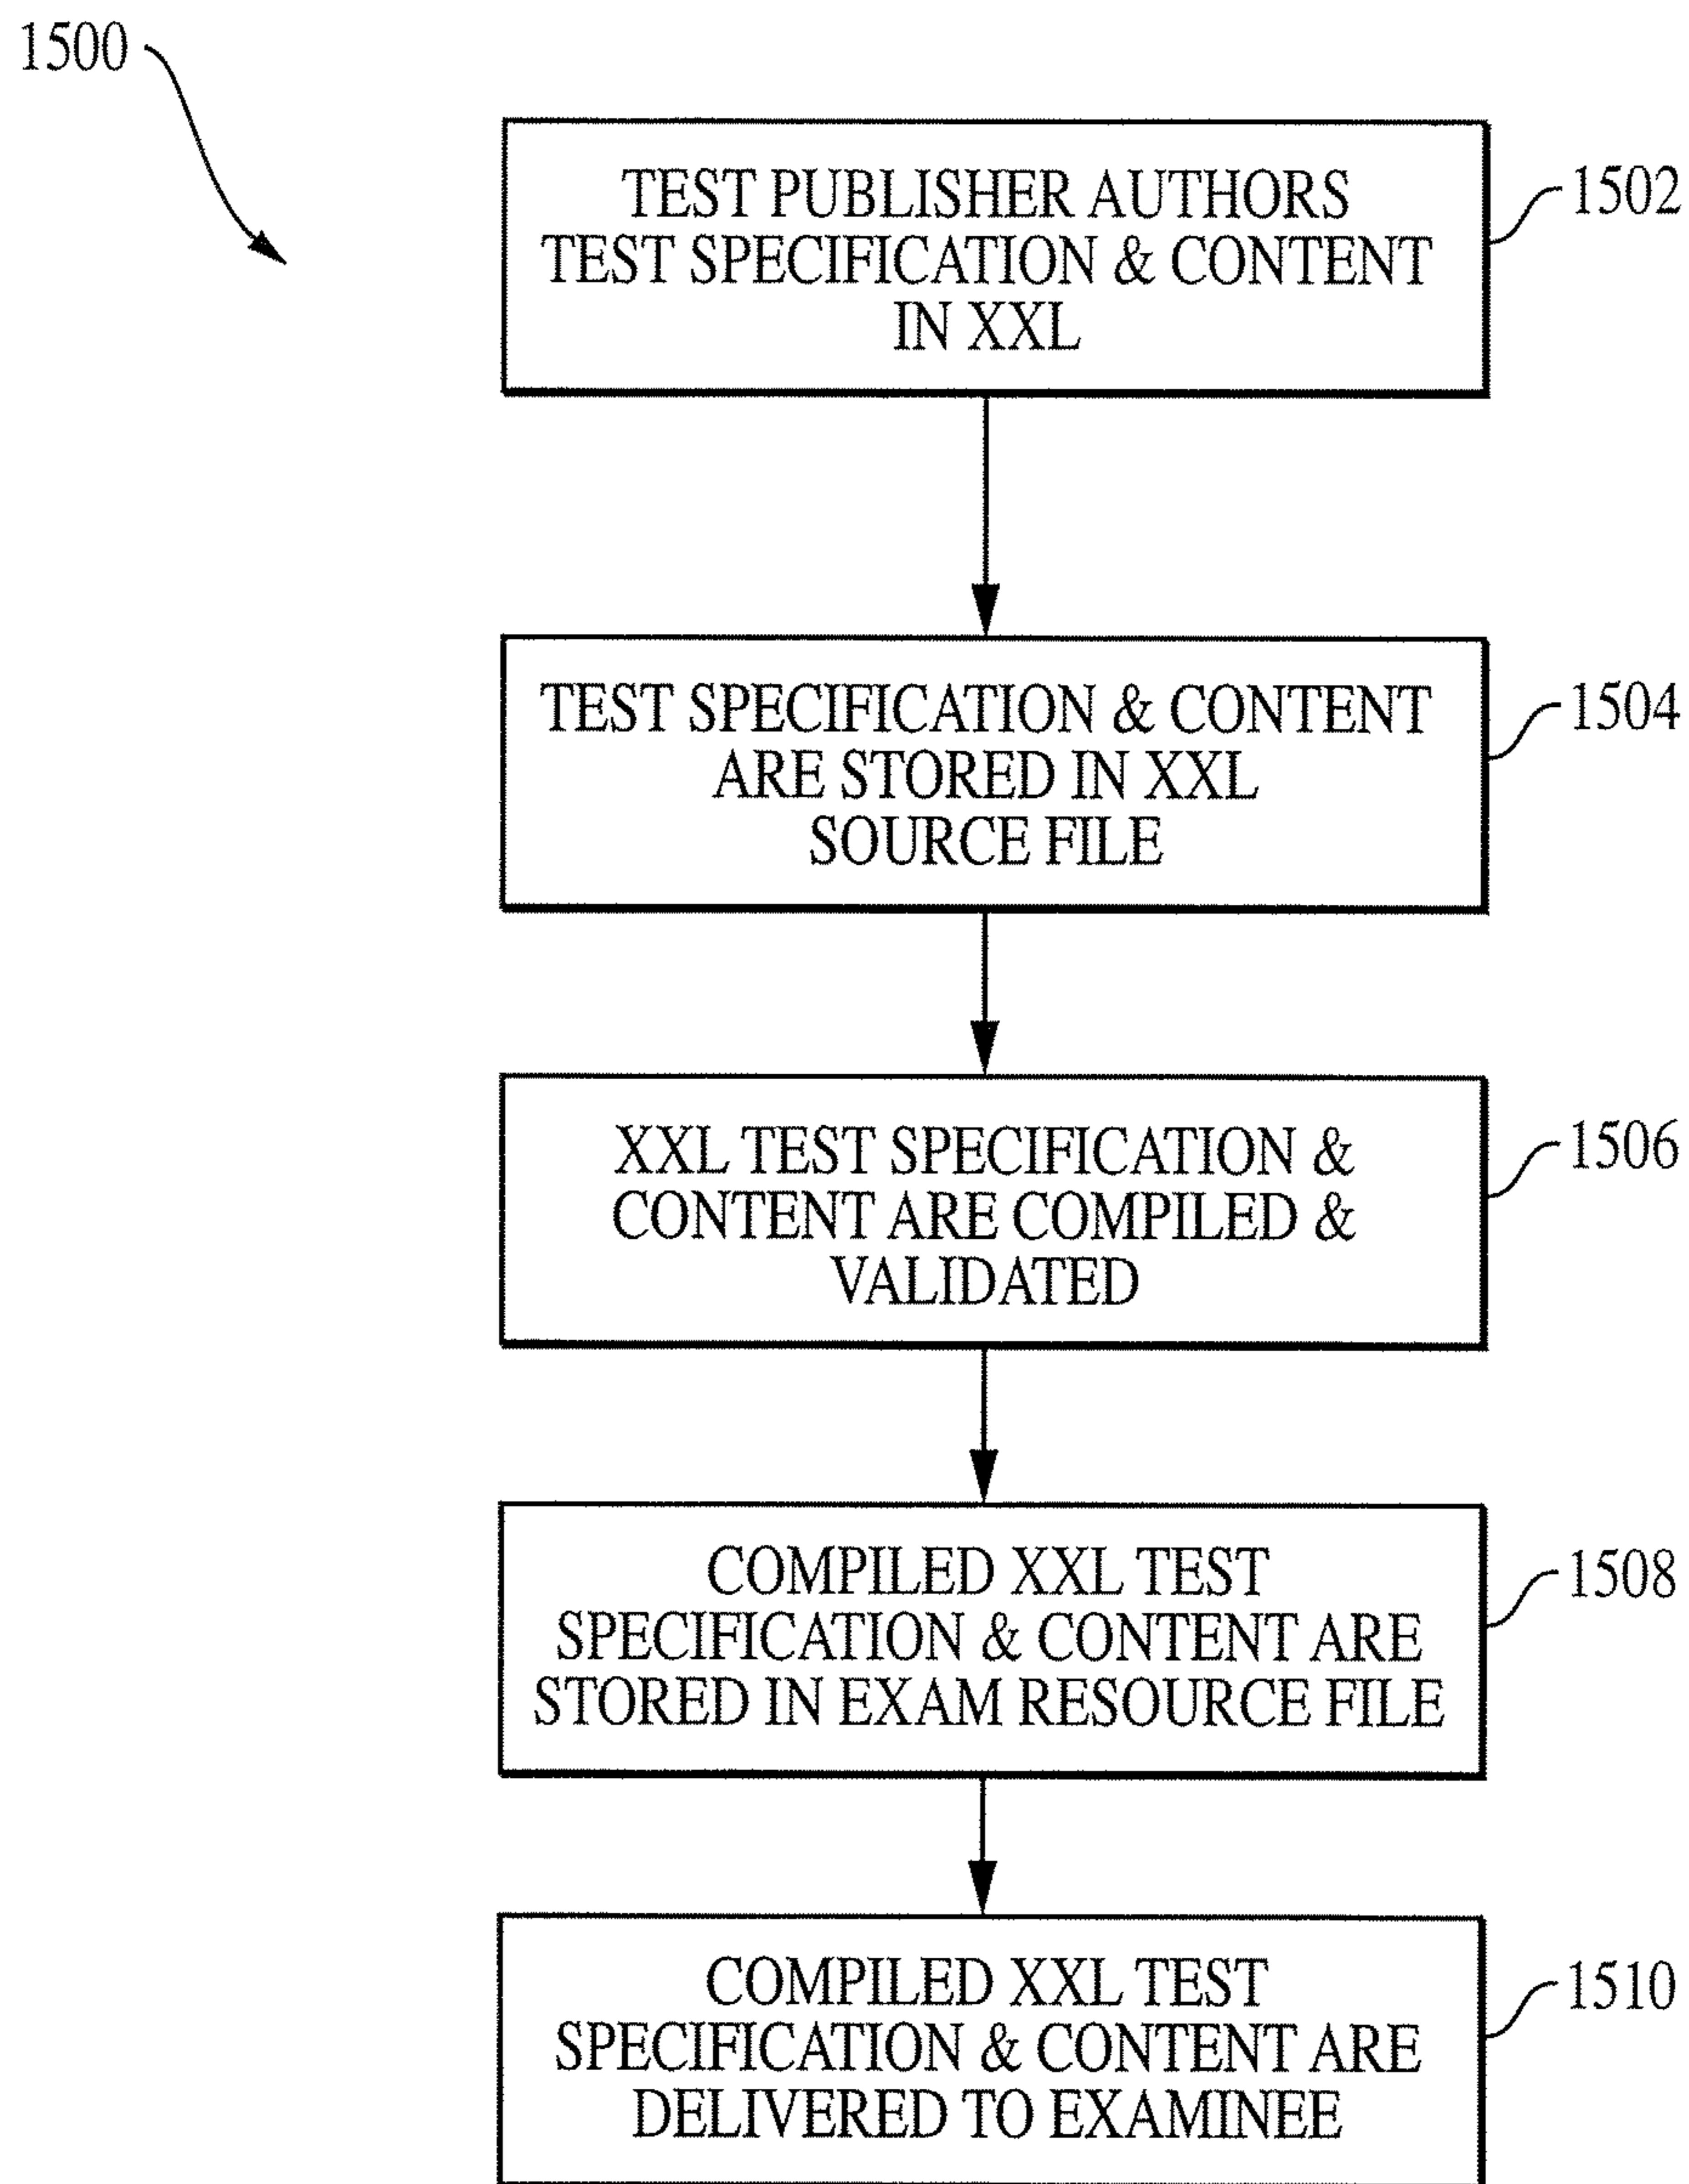 1500
TEST PUBLISHER AUTHORS
TEST SPECIFICATION & CONTENT
IN XXL
1502
TEST SPECIFICATION & CONTENT
ARE STORED IN XXL
SOURCE FILE
1504
XXL TEST SPECIFICATION &
CONTENT ARE COMPILED &
VALIDATED
1506
COMPILED XXL TEST
SPECIFICATION & CONTENT ARE
STORED IN EXAM RESOURCE FILE
1508
COMPILED XXL TEST
SPECIFICATION & CONTENT ARE
DELIVERED TO EXAMINEE
1510